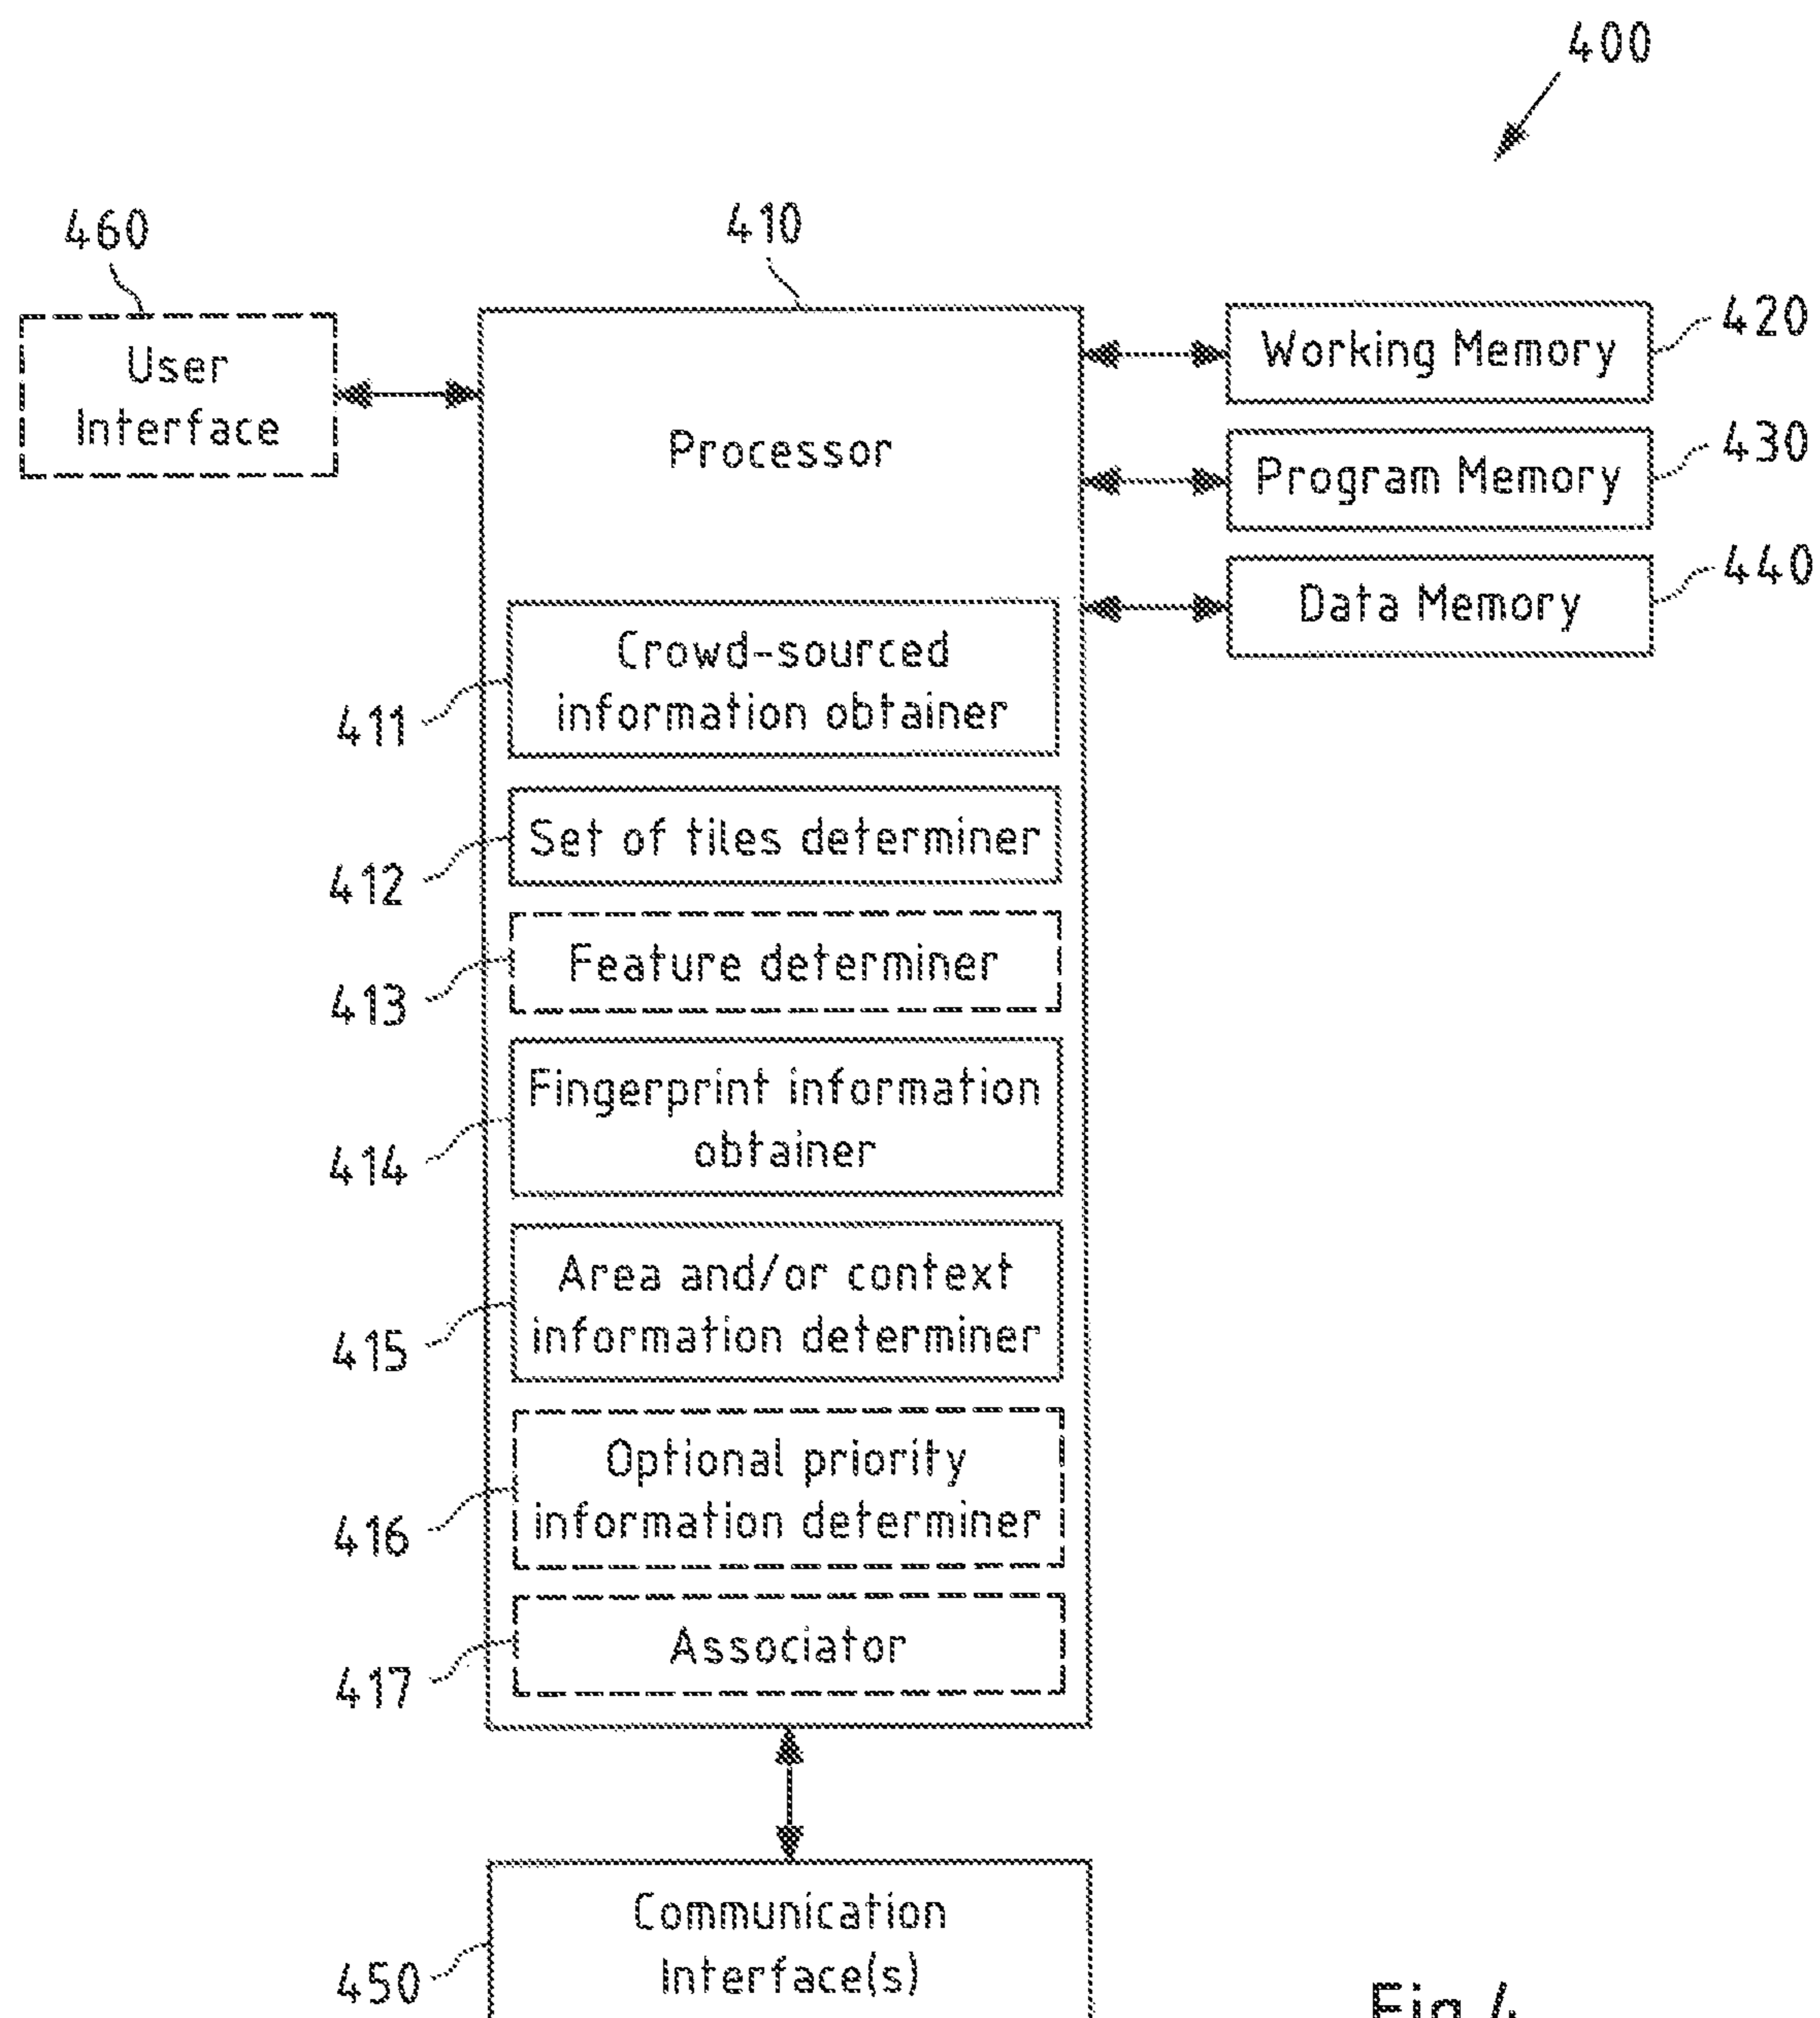 400
460
410
User
Interface
Processor
Working Memory
420
Program Memory
430
Data Memory
440
Crowd-sourced
information obtainer
411
Set of tiles determiner
412
Feature determiner
413
Fingerprint information
obtainer
414
Area and/or context
information determiner
415
Optional priority
information determiner
416
Associator
417
Communication
Interface(s)
450
Fig.4